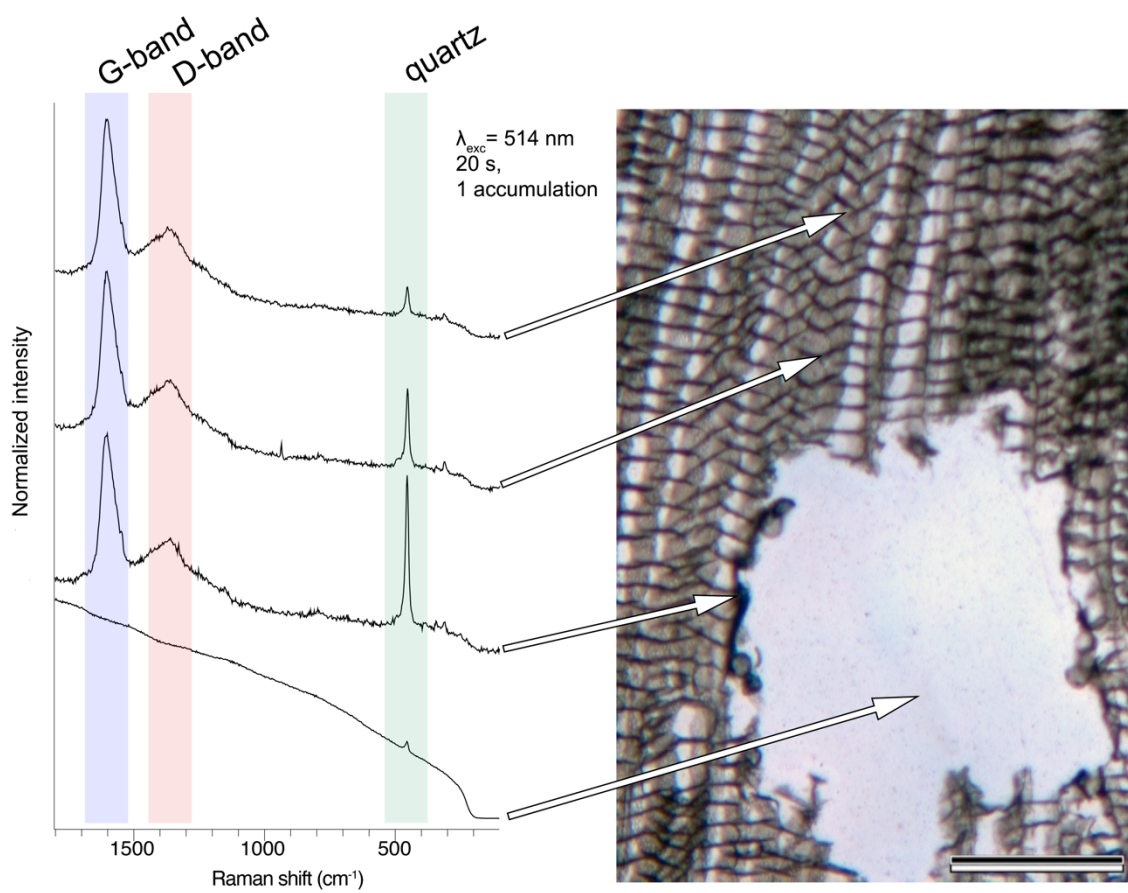 G-band
D-band
quartz
λexc= 514 nm
20 s,
1 accumulation
Normalized intensity
1500
1000
500
Raman shift (cm⁻¹)